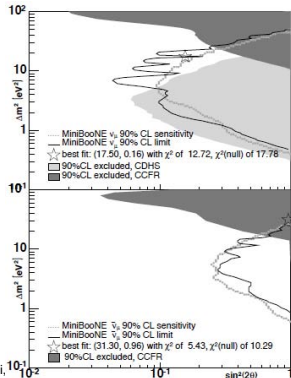 10²
10
1
Δm² |eV²|
MiniBooNE νμ 90% CL sensitivity
MiniBooNE νμ 90% CL limit
best fit: (17.50, 0.16) with χ² of 12.72, χ²(null) of 17.78
90%CL excluded, CDHS
90%CL excluded, CCFR
10
1
Δm² |eV²|
MiniBooNE ν̄μ 90% CL sensitivity
MiniBooNE ν̄μ 90% CL limit
best fit: (31.30, 0.96) with χ² of 5.43, χ²(null) of 10.29
90%CL excluded, CCFR
10⁻¹
10⁻²
10⁻¹
sin²(2θ)
1